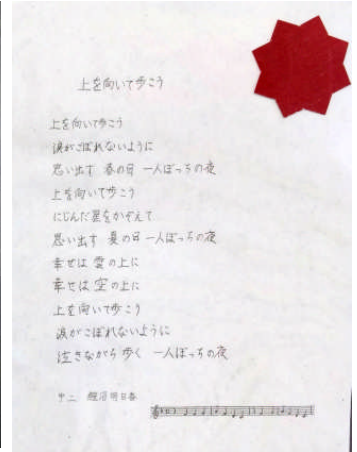 上を向いて歩こう
上を向いて歩こう
涙がこぼれないように
思い出す 春の日 一人ぼっちの夜
上を向いて歩こう
にじんだ星をかぞえて
思い出す 夏の日 一人ぼっちの夜
幸せは 雲の上に
幸せは 空の上に
上を向いて歩こう
涙がこぼれないように
泣きながら 歩く 一人ぼっちの夜
中二 鯉沼明日香